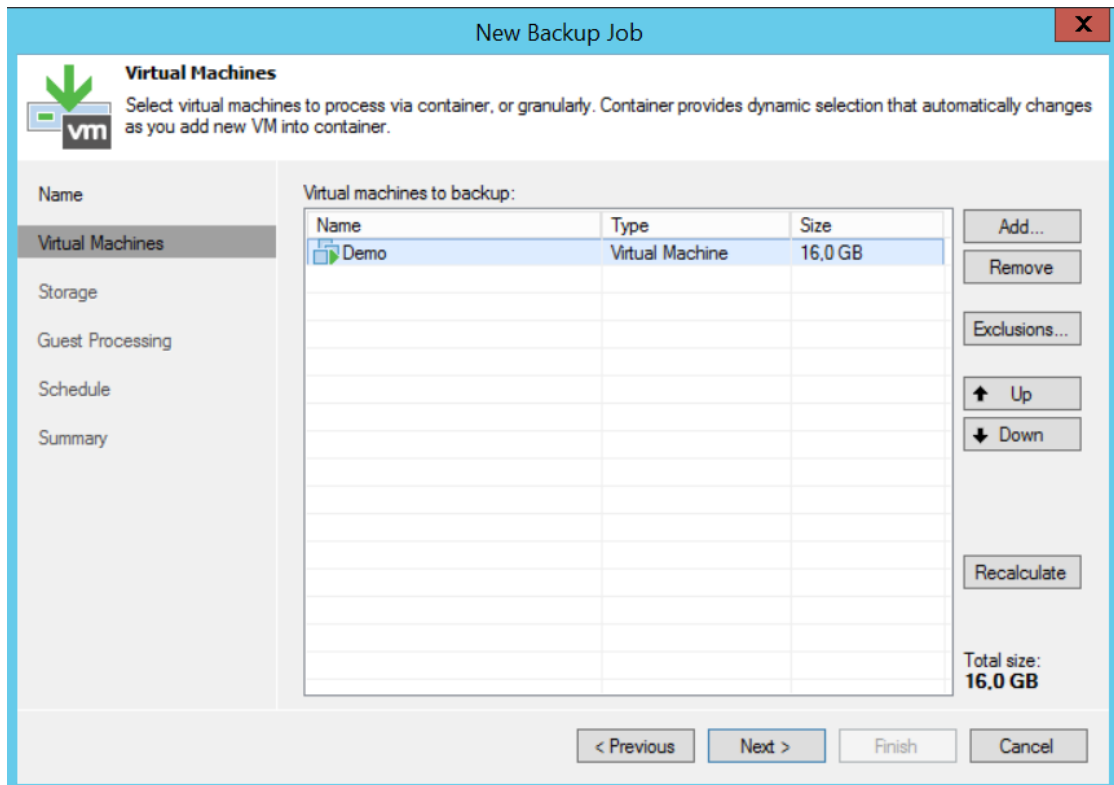 New Backup Job
X
Virtual Machines
Select virtual machines to process via container, or granularly. Container provides dynamic selection that automatically changes
as you add new VM into container.
vm
Name
Virtual Machines
Storage
Guest Processing
Schedule
Summary
Virtual machines to backup:
Name Type Size
Demo Virtual Machine 16,0 GB
Add...
Remove
Exclusions...
Up
Down
Recalculate
Total size:
16,0 GB
< Previous Next > Finish Cancel